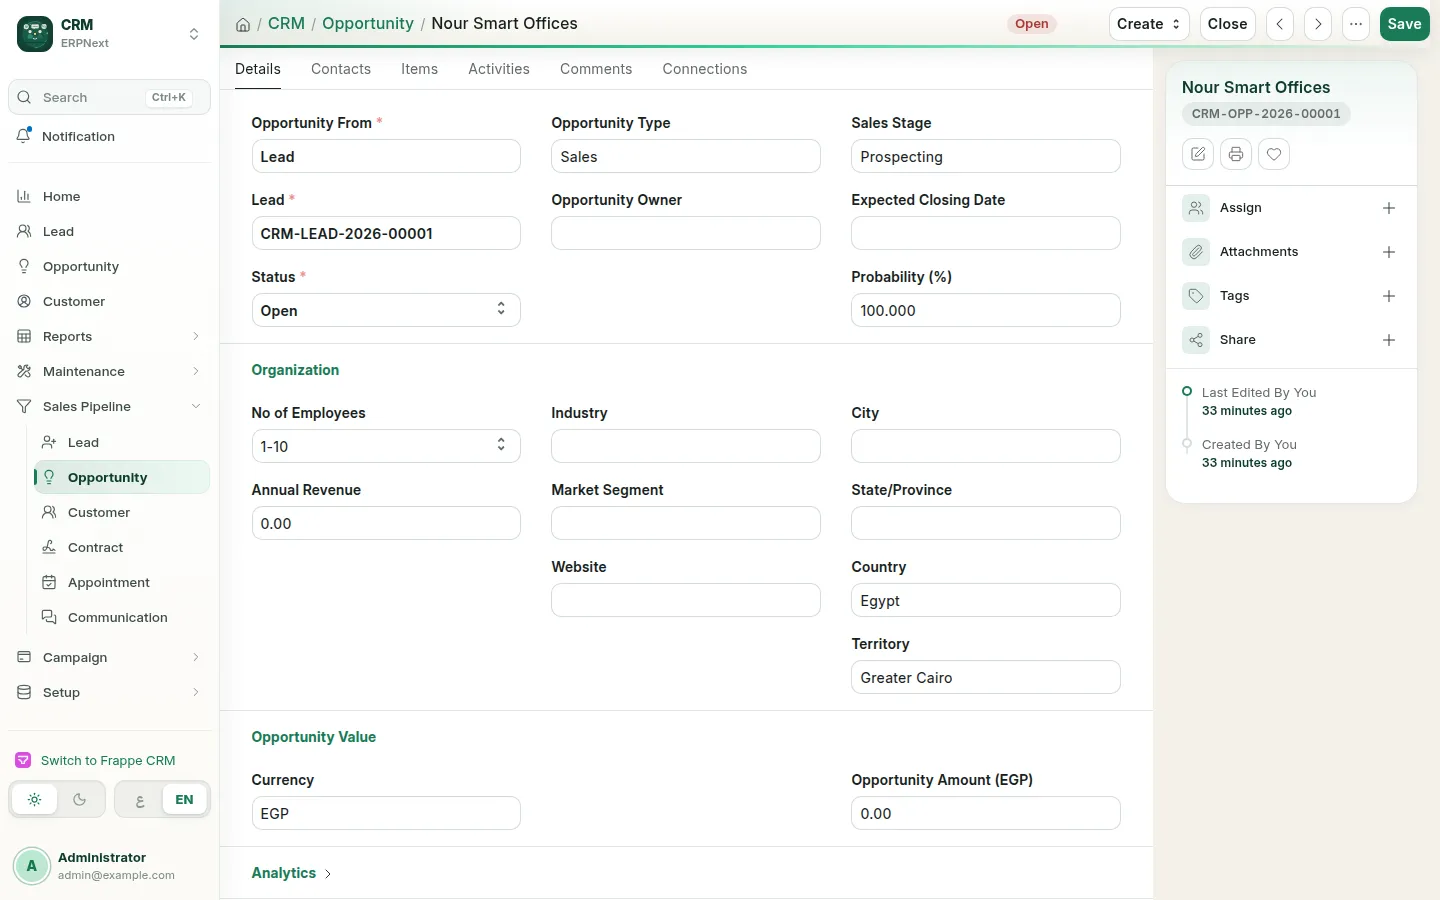 CRM
ERPNext
Search
Ctrl+K
Notification
Home
Lead
Opportunity
Customer
Reports
Maintenance
Sales Pipeline
Lead
Opportunity
Customer
Contract
Appointment
Communication
Campaign
Setup
Switch to Frappe CRM
ع
EN
A
Administrator
admin@example.com
/ CRM / Opportunity / Nour Smart Offices
Open
Create
Close
Save
Details
Contacts
Items
Activities
Comments
Connections
Opportunity From *
Lead
Opportunity Type
Sales
Sales Stage
Prospecting
Lead *
CRM-LEAD-2026-00001
Opportunity Owner
Expected Closing Date
Status *
Open
Probability (%)
100.000
Organization
No of Employees
1-10
Industry
City
Annual Revenue
0.00
Market Segment
State/Province
Website
Country
Egypt
Territory
Greater Cairo
Opportunity Value
Currency
EGP
Opportunity Amount (EGP)
0.00
Analytics
Nour Smart Offices
CRM-OPP-2026-00001
Assign
Attachments
Tags
Share
Last Edited By You
33 minutes ago
Created By You
33 minutes ago